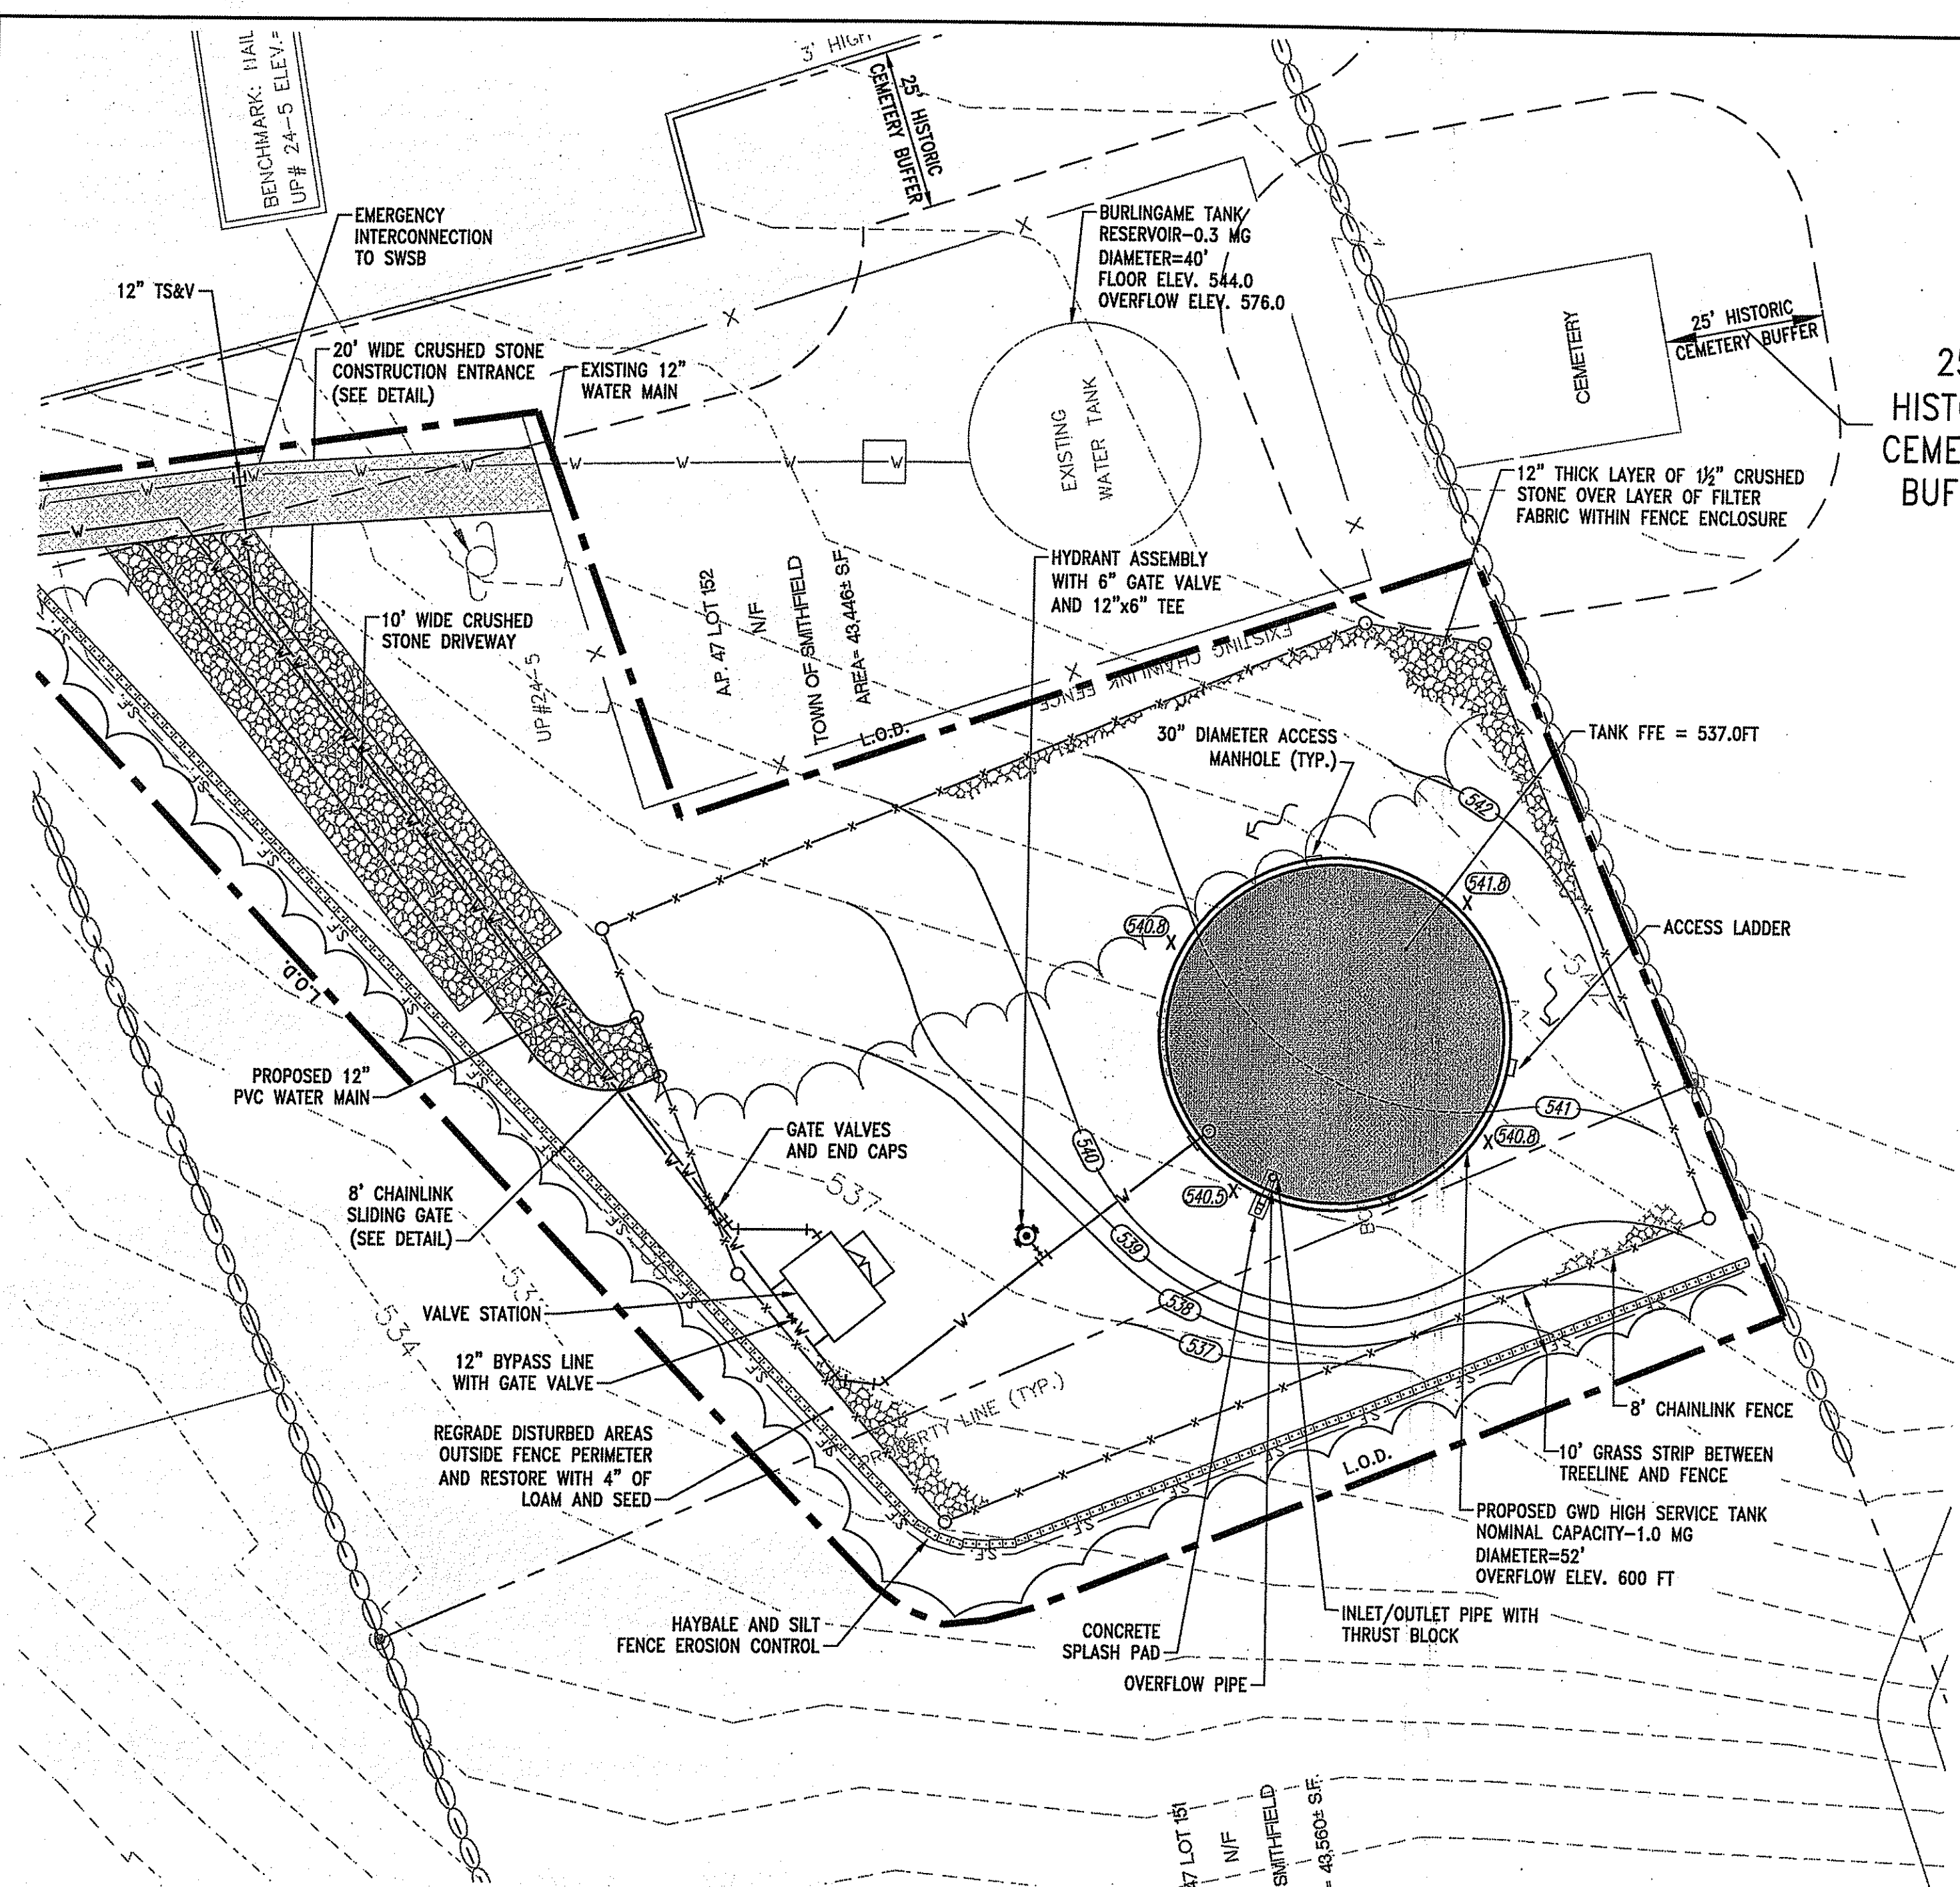 3' HIGH
25' HISTORIC
CEMETERY BUFFER
BENCHMARK: NAIL
UP# 24-5 ELEV.=
EMERGENCY
INTERCONNECTION
TO SWSB
12" TS&V
BURLINGAME TANK
RESERVOIR-0.3 MG
DIAMETER=40'
FLOOR ELEV. 544.0
OVERFLOW ELEV. 576.0
20' WIDE CRUSHED STONE
CONSTRUCTION ENTRANCE
(SEE DETAIL)
EXISTING 12"
WATER MAIN
EXISTING
WATER TANK
CEMETERY
25' HISTORIC
CEMETERY BUFFER
12" THICK LAYER OF 1½" CRUSHED
STONE OVER LAYER OF FILTER
FABRIC WITHIN FENCE ENCLOSURE
HYDRANT ASSEMBLY
WITH 6" GATE VALVE
AND 12"x6" TEE
10' WIDE CRUSHED
STONE DRIVEWAY
UP #24-5
A.P. 47 LOT 152
N/F
TOWN OF SMITHFIELD
AREA= 43,446± S.F.
EXISTING CHAINLINK FENCE
L.O.D.
30" DIAMETER ACCESS
MANHOLE (TYP.)
TANK FFE = 537.0FT
542
541.8
540.8
ACCESS LADDER
L.O.D.
PROPOSED 12"
PVC WATER MAIN
GATE VALVES
AND END CAPS
540
541
540.8
540.5
537
8' CHAINLINK
SLIDING GATE
(SEE DETAIL)
539
538
537
534
VALVE STATION
12" BYPASS LINE
WITH GATE VALVE
PROPERTY LINE (TYP.)
REGRADE DISTURBED AREAS
OUTSIDE FENCE PERIMETER
AND RESTORE WITH 4" OF
LOAM AND SEED
8' CHAINLINK FENCE
10' GRASS STRIP BETWEEN
TREELINE AND FENCE
L.O.D.
PROPOSED GWD HIGH SERVICE TANK
NOMINAL CAPACITY-1.0 MG
DIAMETER=52'
OVERFLOW ELEV. 600 FT
HAYBALE AND SILT
FENCE EROSION CONTROL
CONCRETE
SPLASH PAD
INLET/OUTLET PIPE WITH
THRUST BLOCK
OVERFLOW PIPE
47 LOT 151
N/F
SMITHFIELD
= 43,560± S.F.